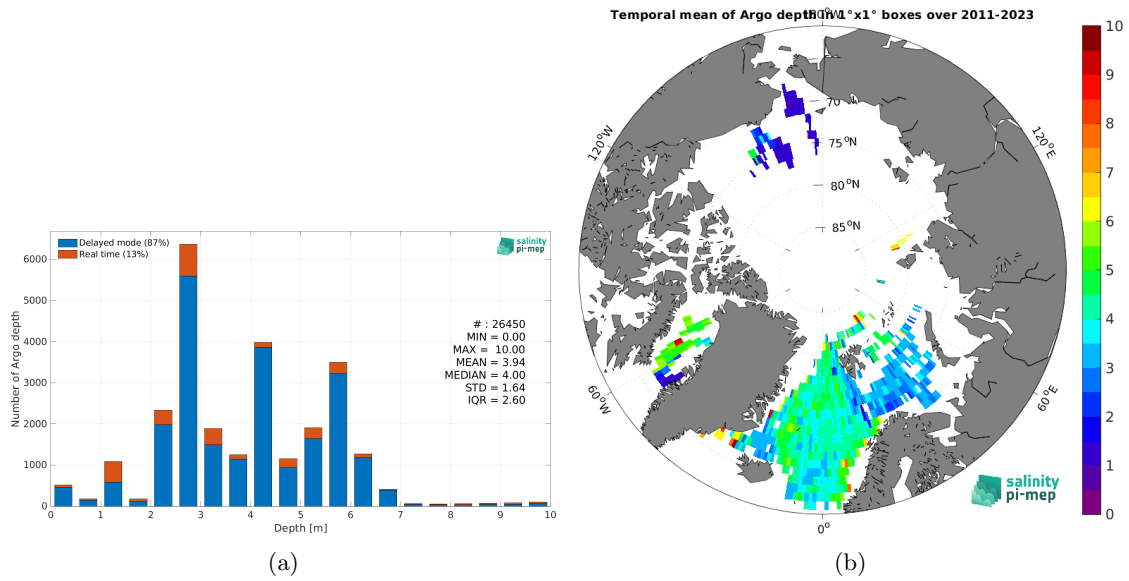 Temporal mean of Argo depth in 1°x1° boxes over 2011-2023
Delayed mode (87%)
Real time (13%)
salinity
pi-mep
Number of Argo depth
6000
5000
4000
3000
2000
1000
0
# : 26450
MIN = 0.00
MAX = 10.00
MEAN = 3.94
MEDIAN = 4.00
STD = 1.64
IQR = 2.60
0 1 2 3 4 5 6 7 8 9 10
Depth [m]
(a)
180°W
120°W
120°E
70
75°N
80°N
85°N
60°W
60°E
0°
salinity
pi-mep
10
9
8
7
6
5
4
3
2
1
0
(b)